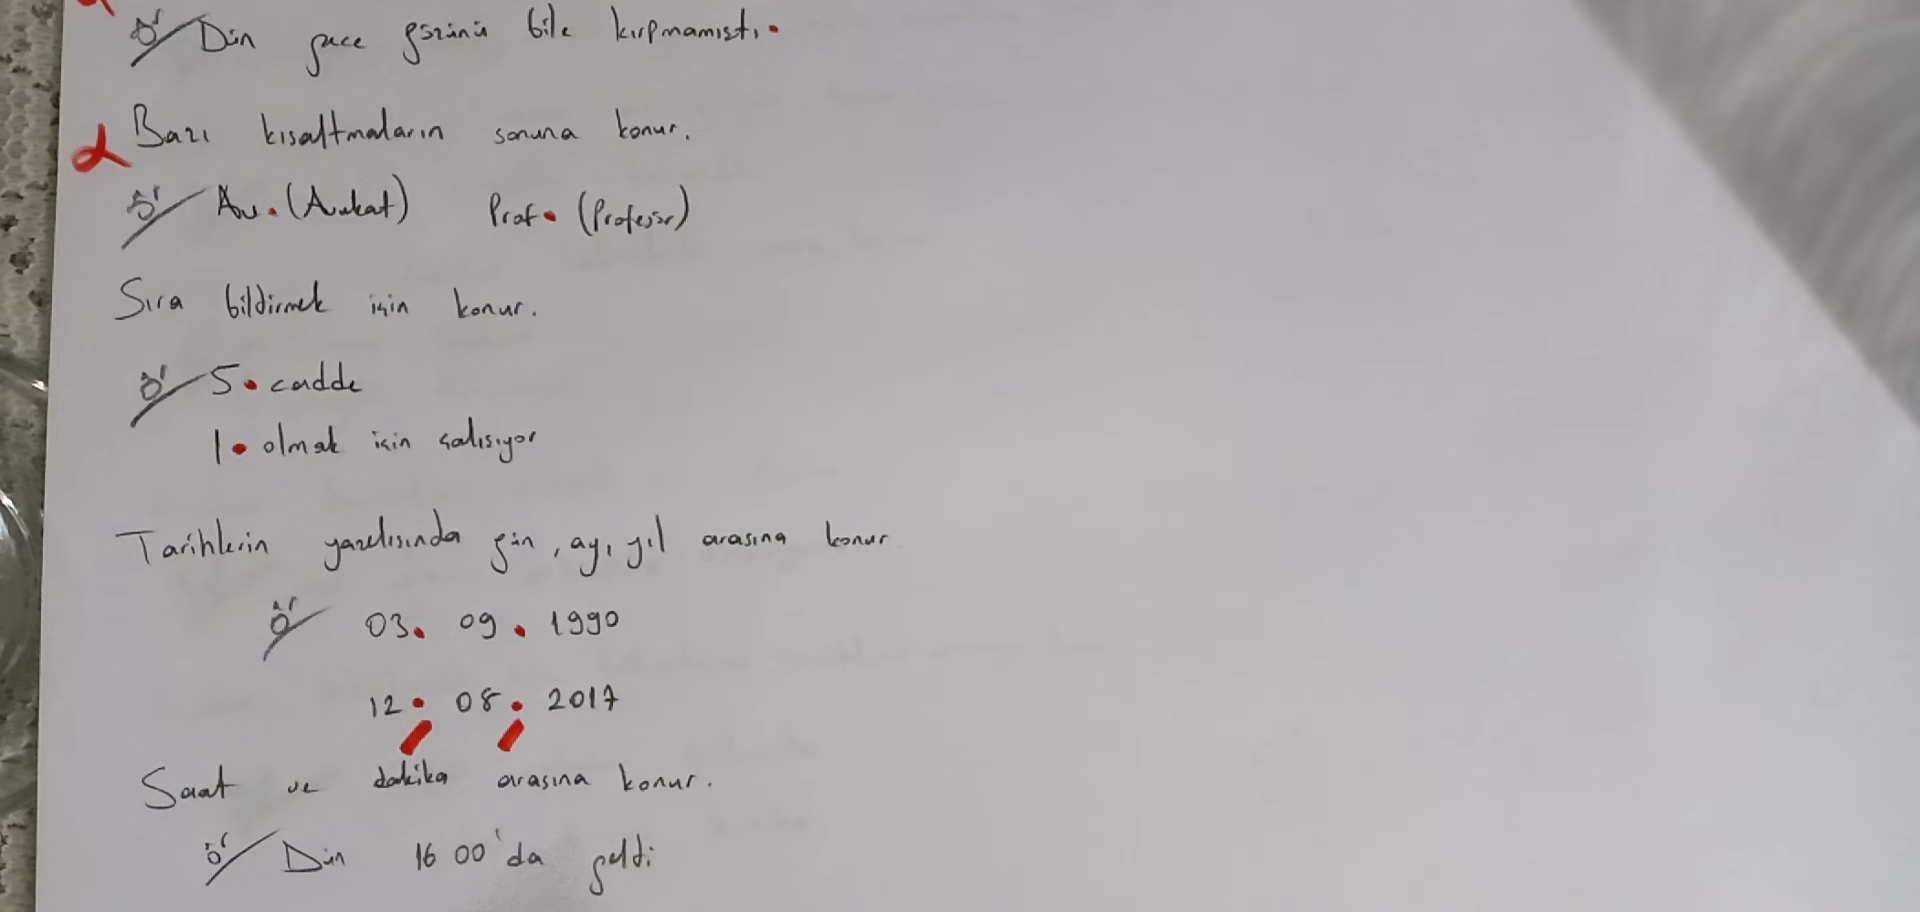 Ör/ Dün gece gözünü bile kırpmamıştı.
Bazı kısaltmaların sonuna konur.
Ör/ Av. (Avukat) Prof. (Profesör)
Sıra bildirmek için konur.
Ör/ 5. cadde
1. olmak için çalışıyor
Tarihlerin yazılışında gün, ay, yıl arasına konur
Ör/ 03. 09. 1990
12. 08. 2017
Saat ve dakika arasına konur.
Ör/ Dün 16 00'da geldi